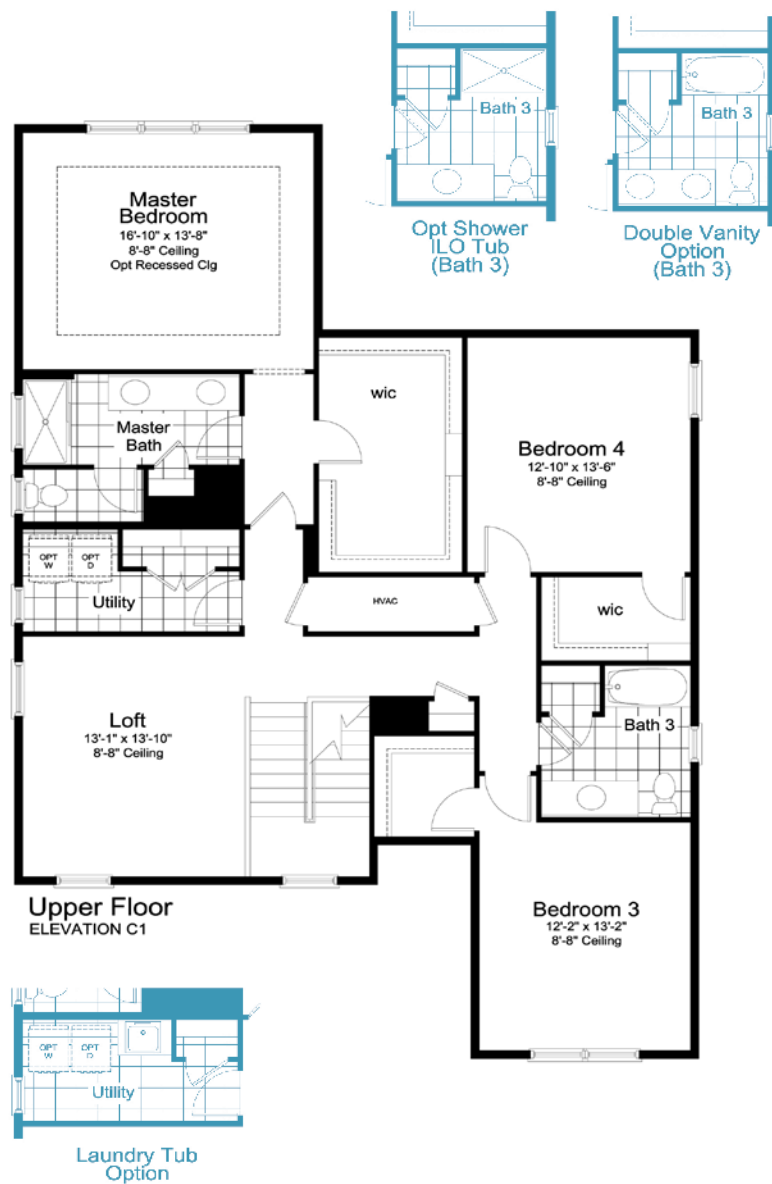 Bath 3
Opt Shower
ILO Tub
(Bath 3)
Bath 3
Double Vanity
Option
(Bath 3)
Master
Bedroom
16'-10" x 13'-8"
8'-8" Ceiling
Opt Recessed Clg
wic
Bedroom 4
12'-10" x 13'-6"
8'-8" Ceiling
Master
Bath
OPT
W
OPT
D
Utility
HVAC
wic
Loft
13'-1" x 13'-10"
8'-8" Ceiling
Bath 3
Bedroom 3
12'-2" x 13'-2"
8'-8" Ceiling
Upper Floor
ELEVATION C1
OPT
W
OPT
D
Utility
Laundry Tub
Option